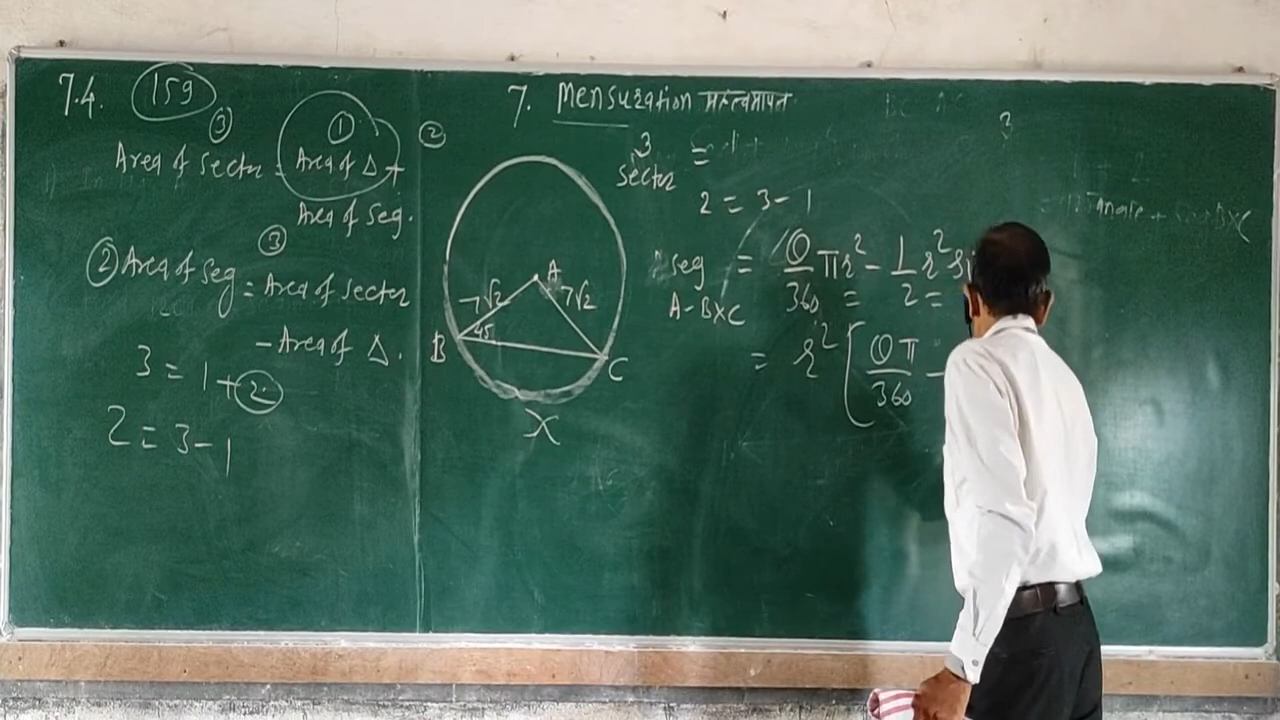 7.4. 159
③ ① ②
Area of Sector = Area of Δ +
Area of Seg.
③
② Area of Seg = Area of Sector
- Area of Δ.
3 = 1 + 2
2 = 3 - 1
7. Mensuration महत्वमापन
3
Sector =
2 = 3 - 1
seg = θ/360 πr² - 1/2 r² si
A-BXC
= r² [ θπ/360 -
A
7√2 7√2
45
B C
X
3
BXC